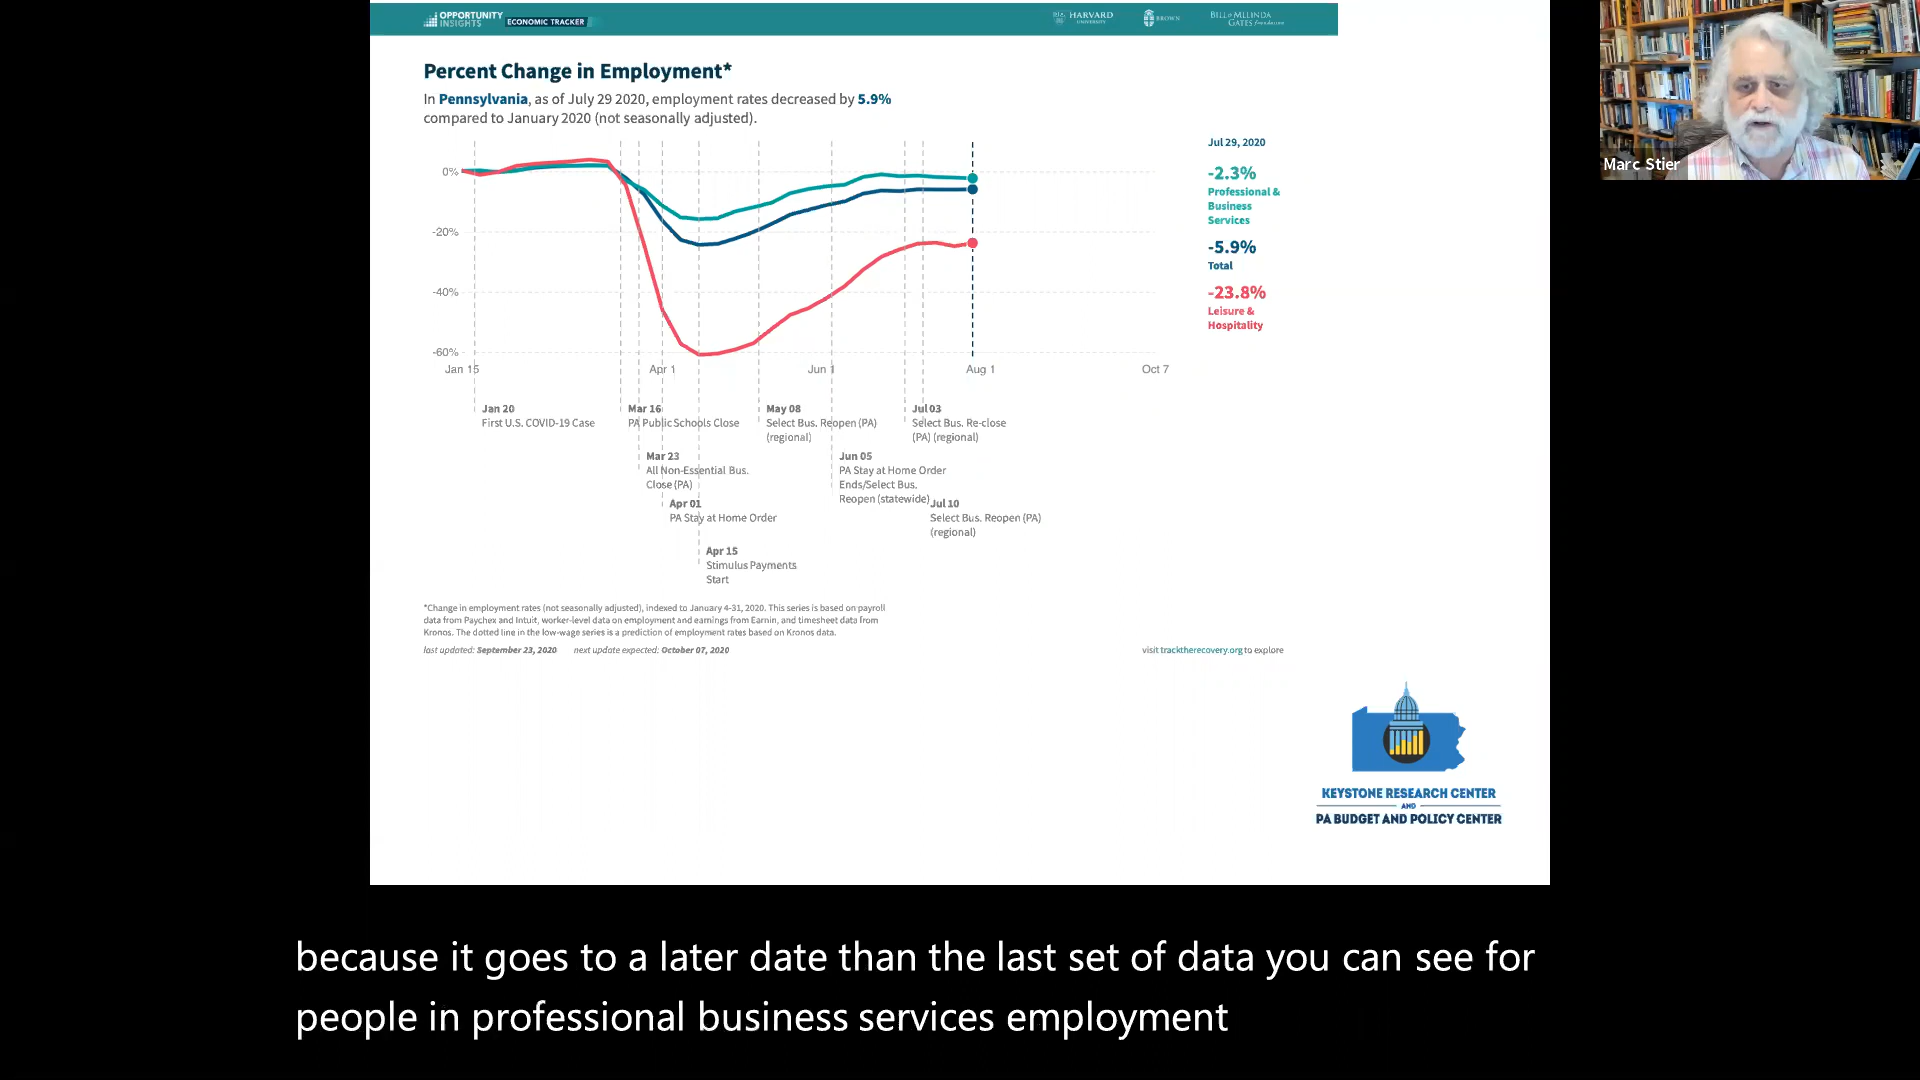 OPPORTUNITY
INSIGHTS
ECONOMIC TRACKER
HARVARD
UNIVERSITY
BROWN
BILL & MELINDA
GATES foundation
Percent Change in Employment*
In Pennsylvania, as of July 29 2020, employment rates decreased by 5.9%
compared to January 2020 (not seasonally adjusted).
Jul 29, 2020
-2.3%
Professional &
Business
Services
-5.9%
Total
-23.8%
Leisure &
Hospitality
0%
-20%
-40%
-60%
Jan 15
Apr 1
Jun 1
Aug 1
Oct 7
Jan 20
First U.S. COVID-19 Case
Mar 16
PA Public Schools Close
May 08
Select Bus. Reopen (PA)
(regional)
Jul 03
Select Bus. Re-close
(PA) (regional)
Mar 23
All Non-Essential Bus.
Close (PA)
Jun 05
PA Stay at Home Order
Ends/Select Bus.
Reopen (statewide)
Apr 01
PA Stay at Home Order
Jul 10
Select Bus. Reopen (PA)
(regional)
Apr 15
Stimulus Payments
Start
*Change in employment rates (not seasonally adjusted), indexed to January 4-31, 2020. This series is based on payroll
data from Paychex and Intuit, worker-level data on employment and earnings from Earnin, and timesheet data from
Kronos. The dotted line in the low-wage series is a prediction of employment rates based on Kronos data.
last updated: September 23, 2020 next update expected: October 07, 2020
visit tracktherecovery.org to explore
KEYSTONE RESEARCH CENTER
AND
PA BUDGET AND POLICY CENTER
Marc Stier
because it goes to a later date than the last set of data you can see for
people in professional business services employment